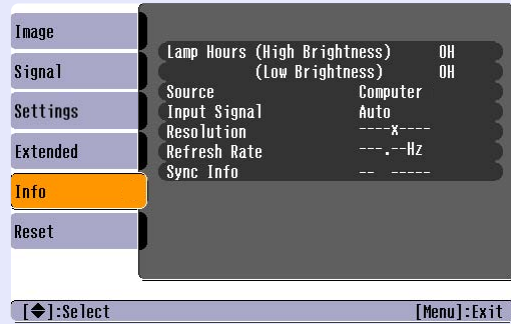 Image
Signal
Settings
Extended
Info
Reset
Lamp Hours (High Brightness) 0H
(Low Brightness) 0H
Source Computer
Input Signal Auto
Resolution ----x----
Refresh Rate ---.--Hz
Sync Info -- -----
[◆]:Select [Menu]:Exit